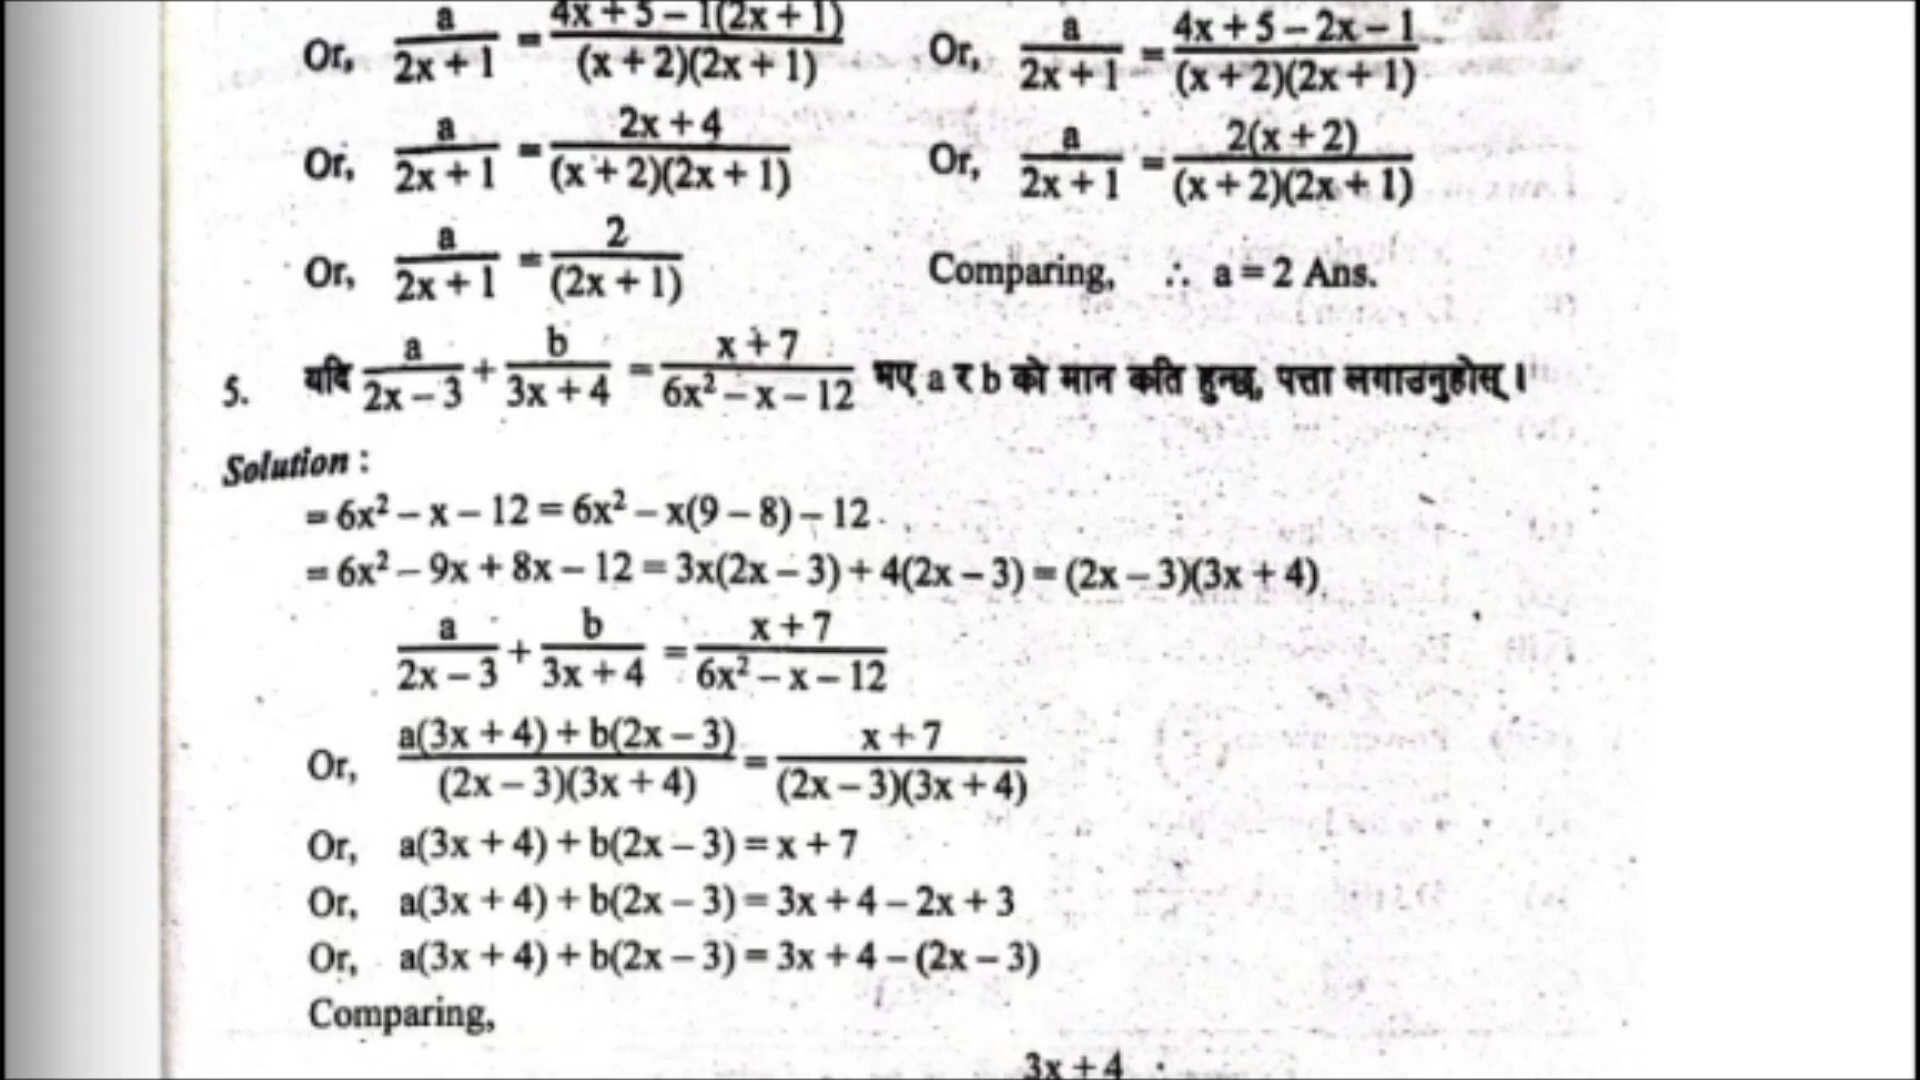 Or, a/(2x + 1) = (4x + 5 – 1(2x + 1))/((x + 2)(2x + 1)) Or, a/(2x + 1) = (4x + 5 – 2x – 1)/((x + 2)(2x + 1))
Or, a/(2x + 1) = (2x + 4)/((x + 2)(2x + 1)) Or, a/(2x + 1) = 2(x + 2)/((x + 2)(2x + 1))
Or, a/(2x + 1) = 2/(2x + 1) Comparing, ∴ a = 2 Ans.
5. यदि a/(2x – 3) + b/(3x + 4) = (x + 7)/(6x² – x – 12) भए a र b को मान कति हुन्छ, पत्ता लगाउनुहोस् ।
Solution :
= 6x² – x – 12 = 6x² – x(9 – 8) – 12
= 6x² – 9x + 8x – 12 = 3x(2x – 3) + 4(2x – 3) = (2x – 3)(3x + 4)
a/(2x – 3) + b/(3x + 4) = (x + 7)/(6x² – x – 12)
Or, (a(3x + 4) + b(2x – 3))/((2x – 3)(3x + 4)) = (x + 7)/((2x – 3)(3x + 4))
Or, a(3x + 4) + b(2x – 3) = x + 7
Or, a(3x + 4) + b(2x – 3) = 3x + 4 – 2x + 3
Or, a(3x + 4) + b(2x – 3) = 3x + 4 – (2x – 3)
Comparing,
3x + 4